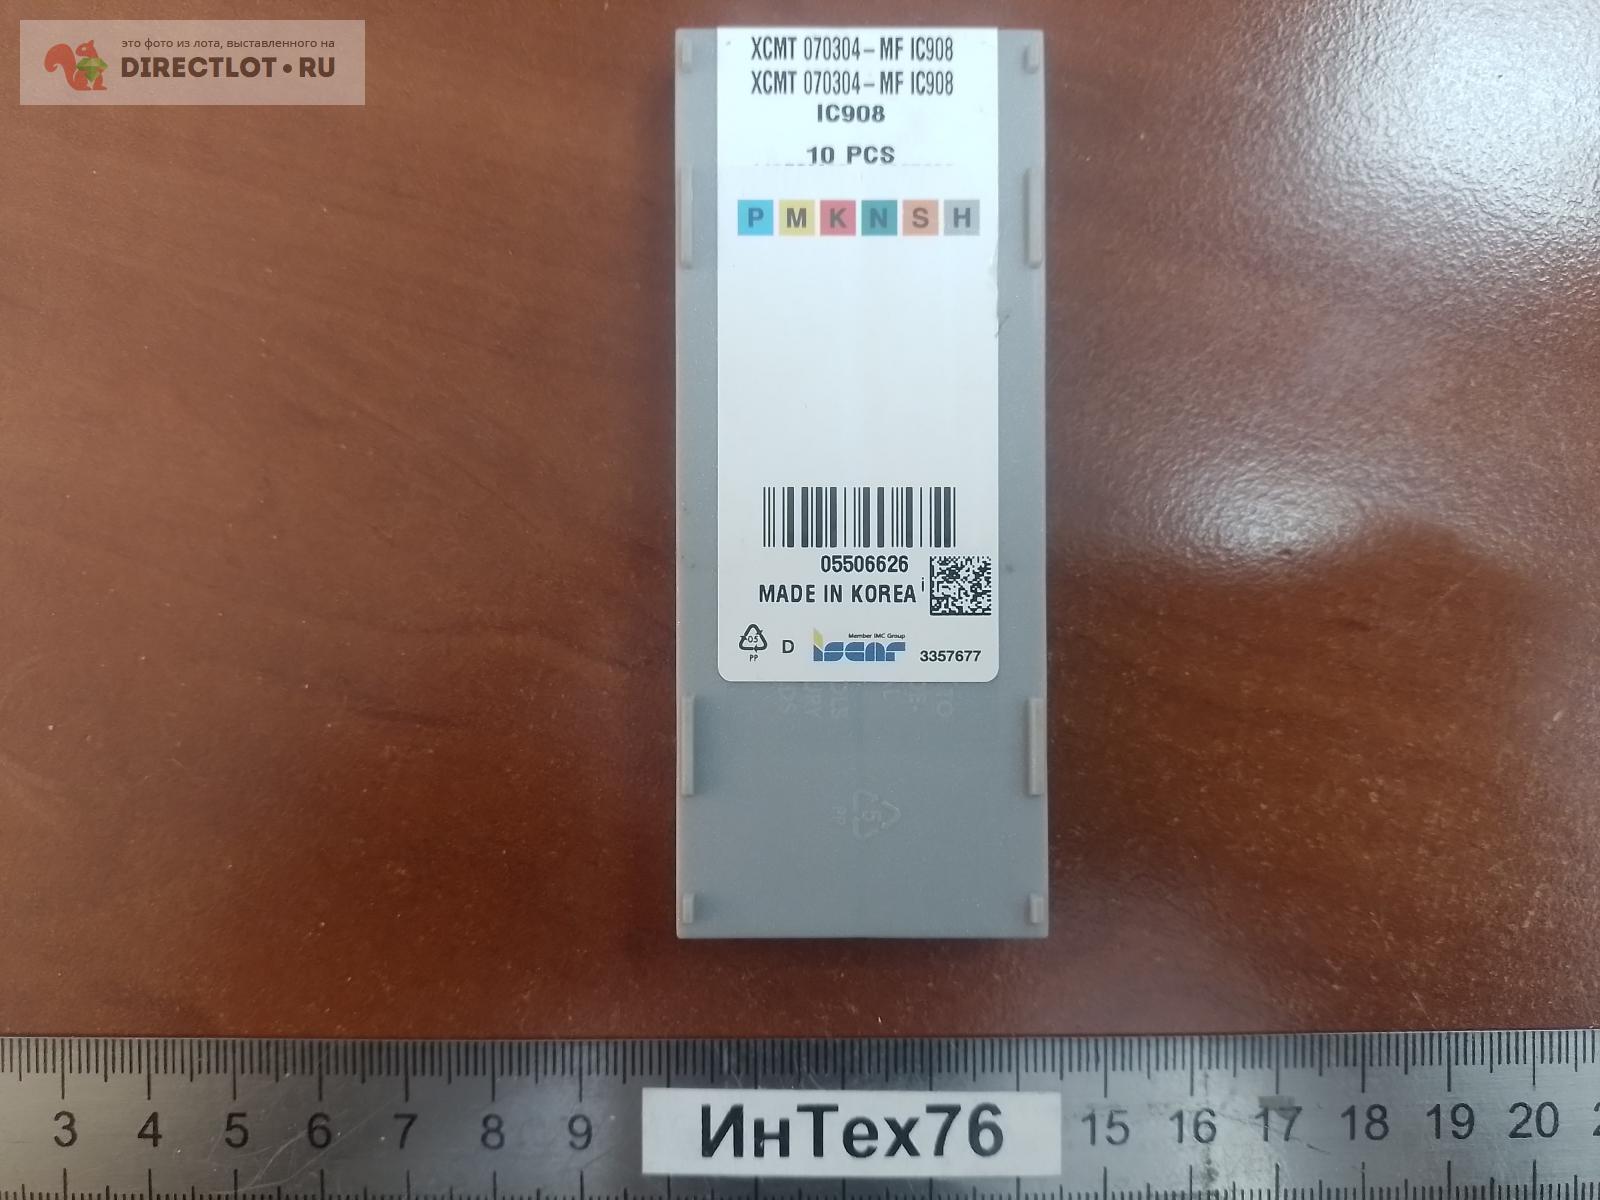 это фото из лота, выставленного на
DIRECTLOT•RU
XCMT 070304-MF IC908
XCMT 070304-MF IC908
IC908
10 PCS
P M K N S H
05506626
MADE IN KOREA i
05
PP
D
Member IMC Group
iscar
3357677
5
PP
3 4 5 6 7 8 9 15 16 17 18 19 20
ИнТех76